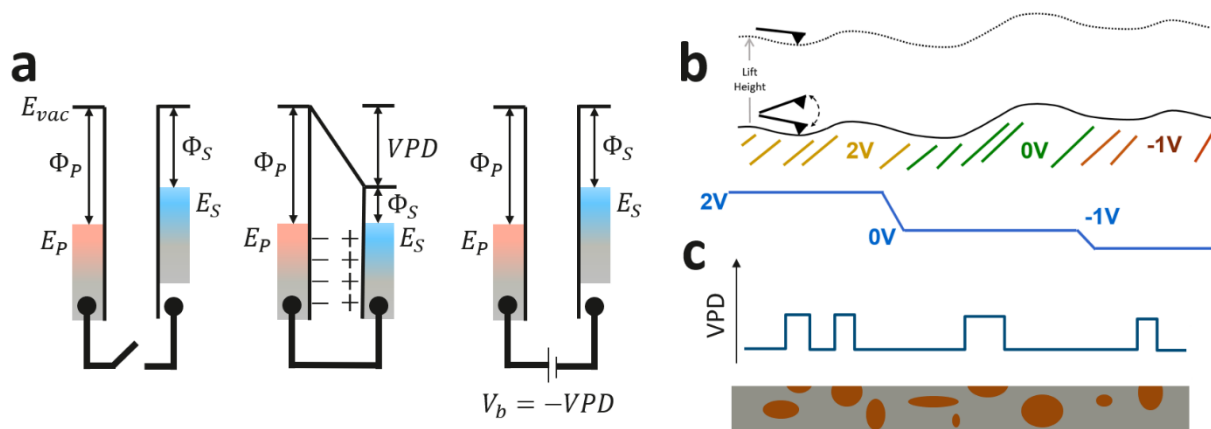 a
E_vac
Φ_P
Φ_S
E_P
E_S
Φ_P
VPD
Φ_S
E_P
E_S
− +
− +
− +
− +
Φ_P
Φ_S
E_P
E_S
V_b = −VPD
b
Lift
Height
2V
0V
-1V
2V
0V
-1V
c
VPD